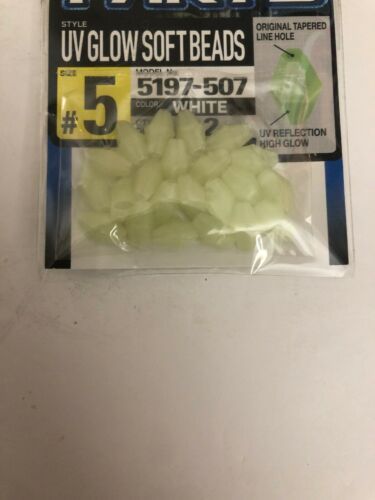 PARTS
STYLE
UV GLOW SOFT BEADS
SIZE
#5
MODEL No
5197-507
COLOR
WHITE
ORIGINAL TAPERED
LINE HOLE
UV REFLECTION
HIGH GLOW